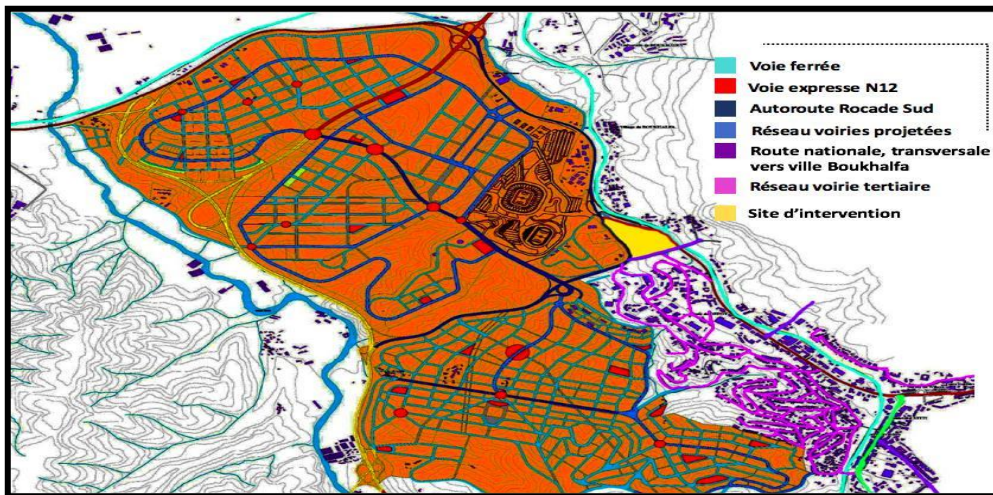 Voie ferrée
Voie expresse N12
Autoroute Rocade Sud
Réseau voiries projetées
Route nationale, transversale
vers ville Boukhalfa
Réseau voirie tertiaire
Site d'intervention